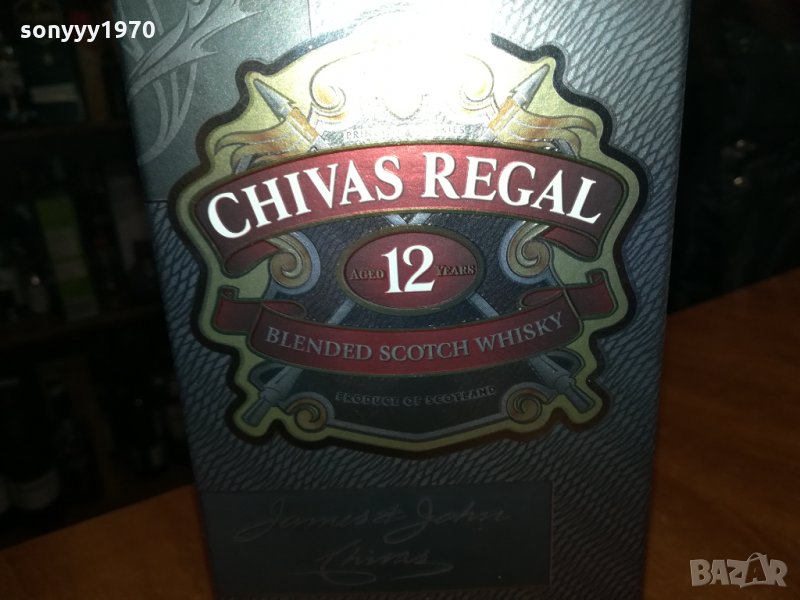 sonyyy1970
CHIVAS REGAL
AGED 12 YEARS
BLENDED SCOTCH WHISKY
PRODUCE OF SCOTLAND
James & John
Chivas
BAZAR